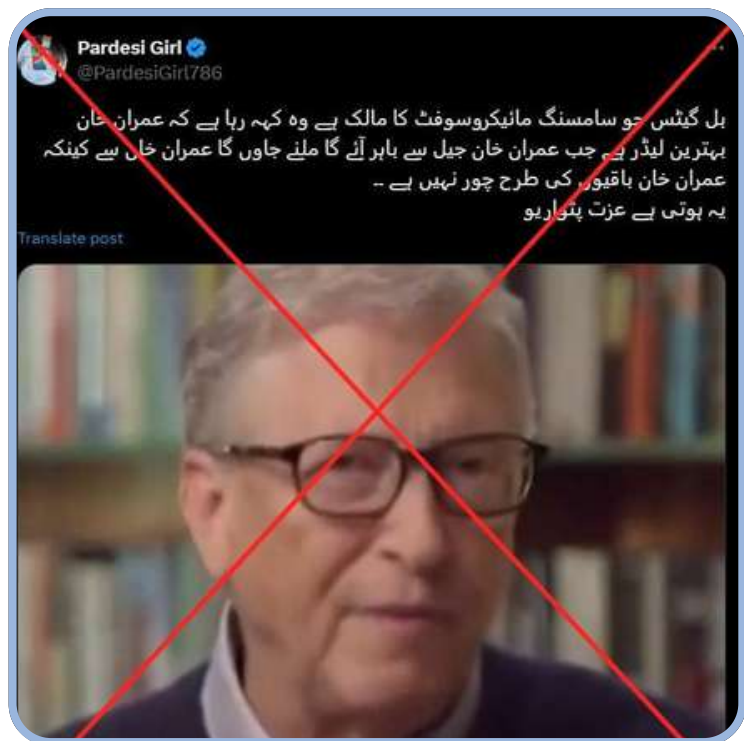 Pardesi Girl
@PardesiGirl786
بل گیٹس جو سامسنگ مائیکروسوفٹ کا مالک ہے وہ کہہ رہا ہے کہ عمران خان
بہترین لیڈر ہے جب عمران خان جیل سے باہر آئے گا ملنے جاوں گا عمران خان سے کینکہ
عمران خان باقیوں کی طرح چور نہیں ہے ..
یہ ہوتی ہے عزت پتواریو
Translate post